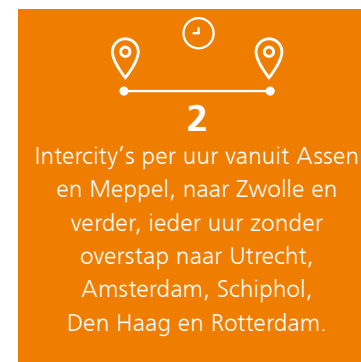 2
Intercity's per uur vanuit Assen
en Meppel, naar Zwolle en
verder, ieder uur zonder
overstap naar Utrecht,
Amsterdam, Schiphol,
Den Haag en Rotterdam.